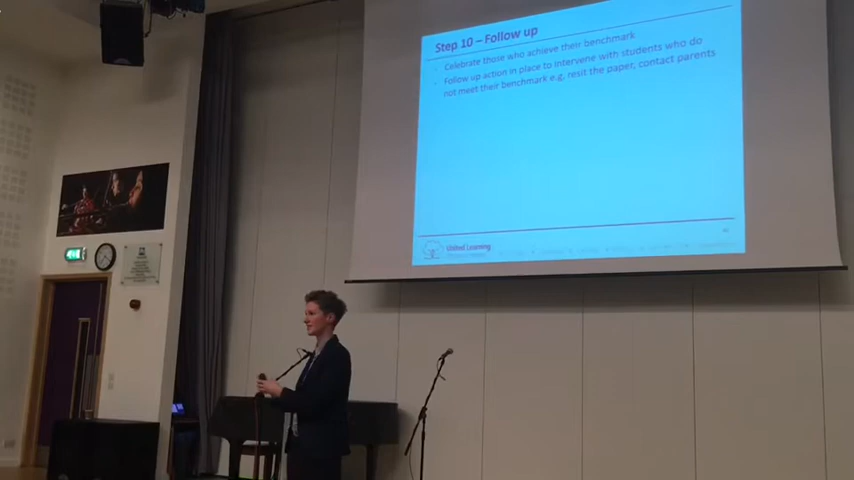 Step 10 – Follow up
Celebrate those who achieve their benchmark
Follow up action in place to intervene with students who do
not meet their benchmark e.g. resit the paper, contact parents
United Learning